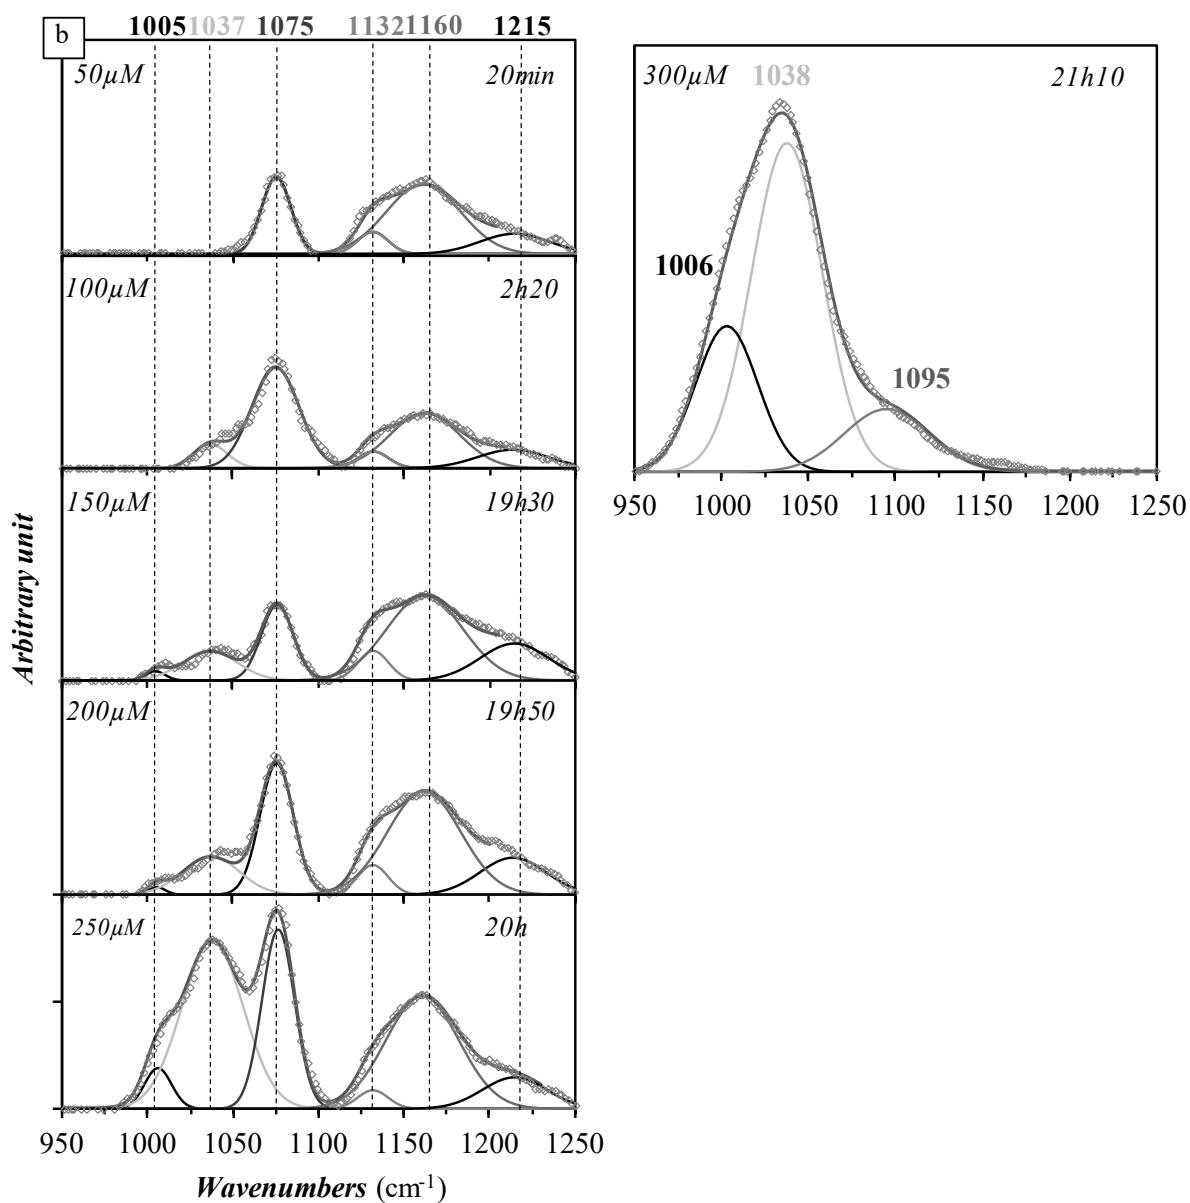 b
1005 1037 1075 1132 1160 1215
50µM 20min
100µM 2h20
150µM 19h30
200µM 19h50
250µM 20h
950 1000 1050 1100 1150 1200 1250
Wavenumbers (cm-1)
Arbitrary unit
300µM 1038 21h10
1006
1095
950 1000 1050 1100 1150 1200 1250